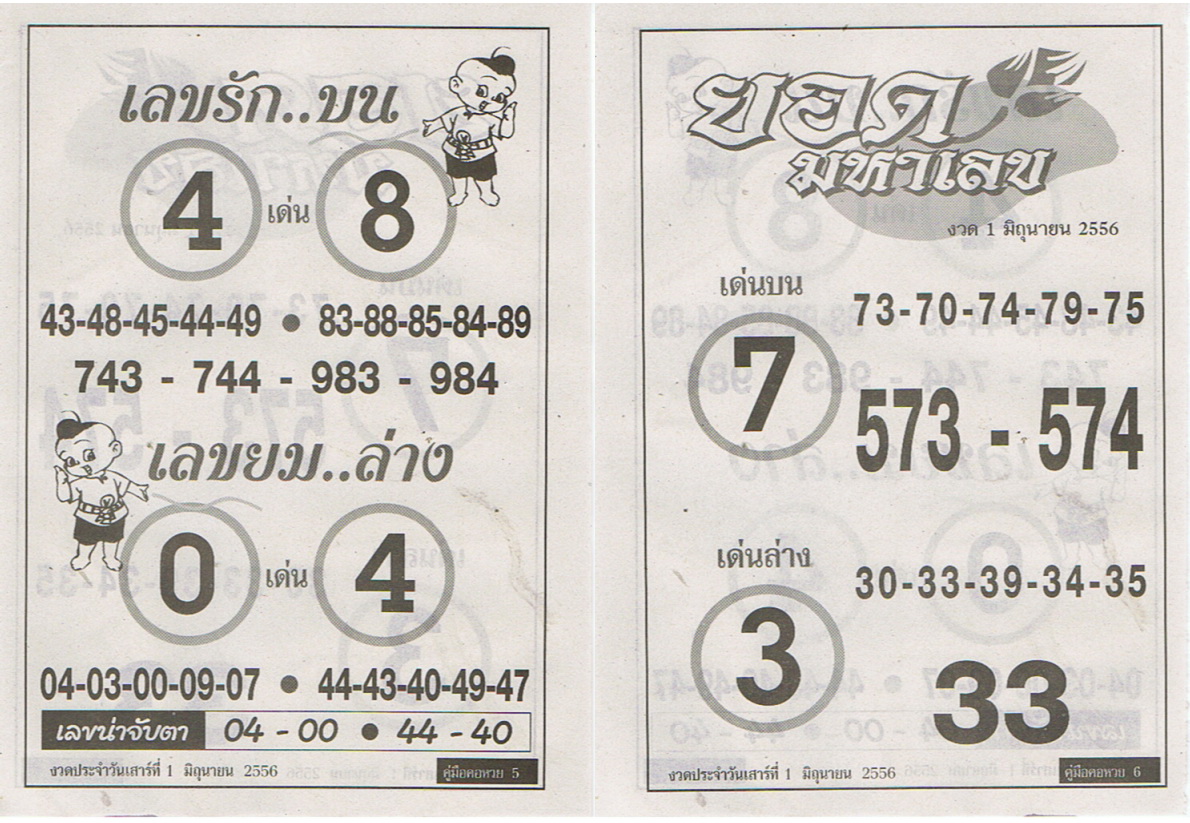 เลขรัก..บน
4 เด่น 8
43-48-45-44-49 • 83-88-85-84-89
743 - 744 - 983 - 984
เลขยม..ล่าง
0 เด่น 4
04-03-00-09-07 • 44-43-40-49-47
เลขน่าจับตา 04 - 00 • 44 - 40
งวดประจำวันเสาร์ที่ 1 มิถุนายน 2556 คู่มือคอหวย 5
ยอด
มหาเลข
งวด 1 มิถุนายน 2556
เด่นบน
73-70-74-79-75
7
573 - 574
เด่นล่าง
30-33-39-34-35
3
33
งวดประจำวันเสาร์ที่ 1 มิถุนายน 2556 คู่มือคอหวย 6